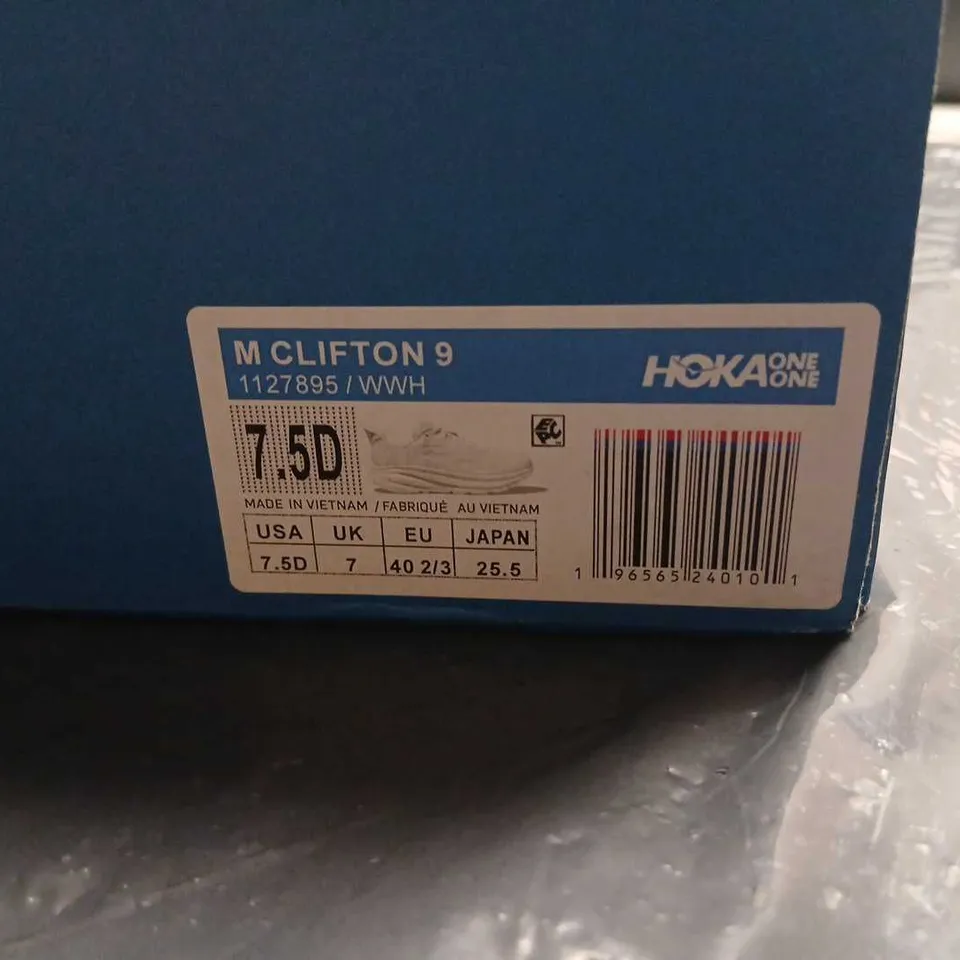 M CLIFTON 9
1127895 / WWH
HOKA ONE ONE
7.5D
MADE IN VIETNAM / FABRIQUÉ AU VIETNAM
USA UK EU JAPAN
7.5D 7 40 2/3 25.5
1 96565 24010 1